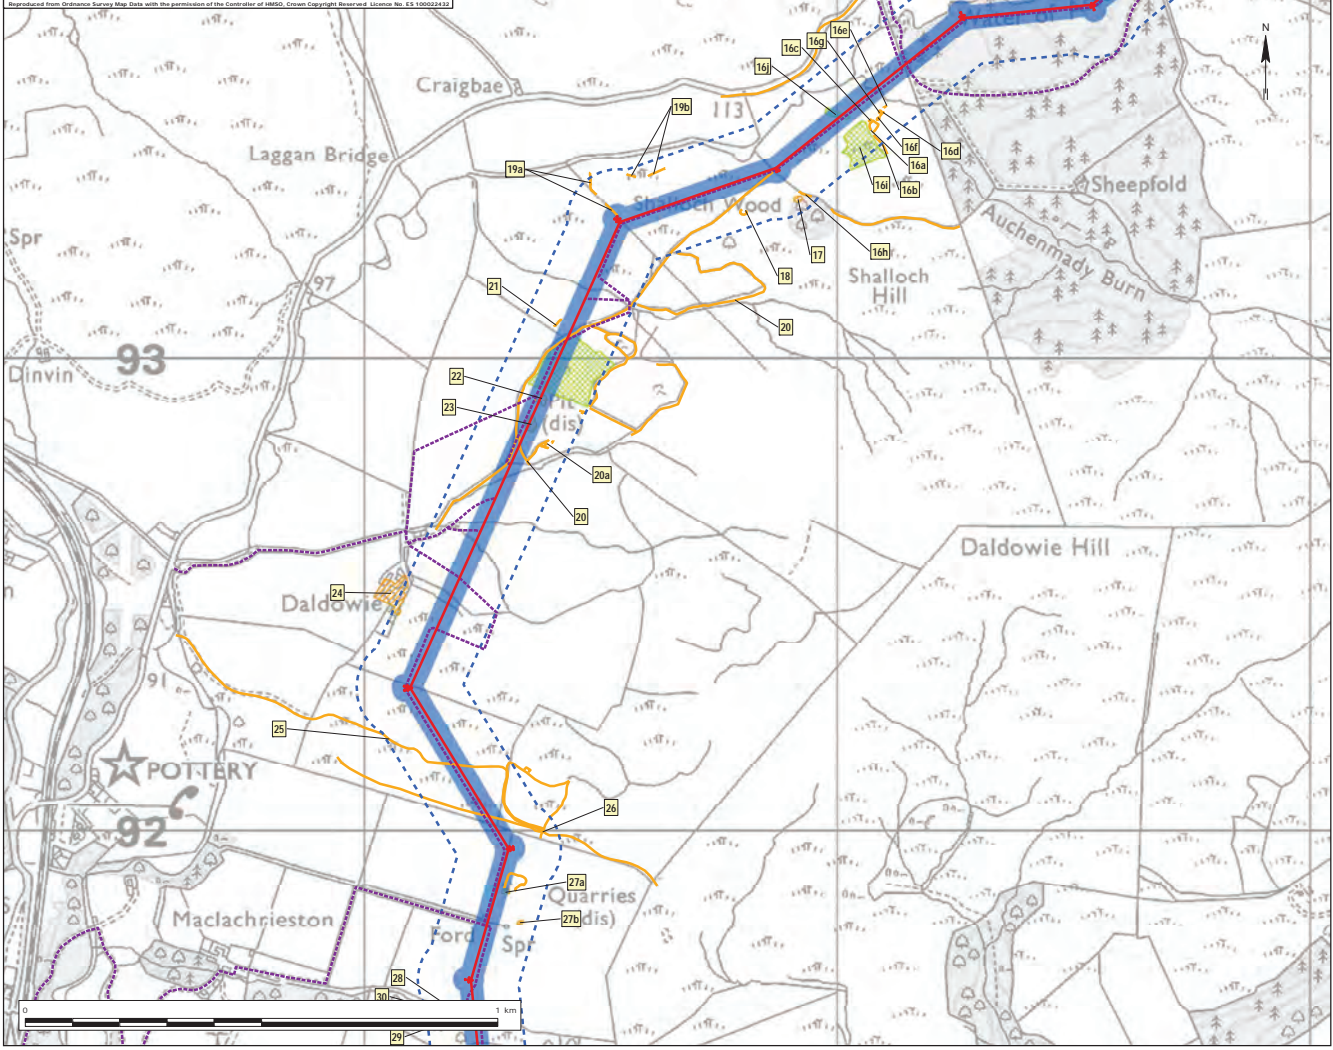 Reproduced from Ordnance Survey Map Data with the permission of the Controller of HMSO, Crown Copyright Reserved Licence No. ES 100022432
N
16e
16g
16c
16j
Craigbae
113
19b
Laggan Bridge
16f
16d
16a
16i
16b
19a
Sheepfold
Shalloch Wood
Auchenmady Burn
Spr
17
16h
18
Shalloch
Hill
97
21
20
93
Dinvin
22
23
Pit
(dis)
20a
20
Daldowie Hill
24
Daldowie
91
25
POTTERY
26
92
27a
Quarries
(dis)
27b
Maclachrieston
Ford
Spr
28
30
0
1 km
29